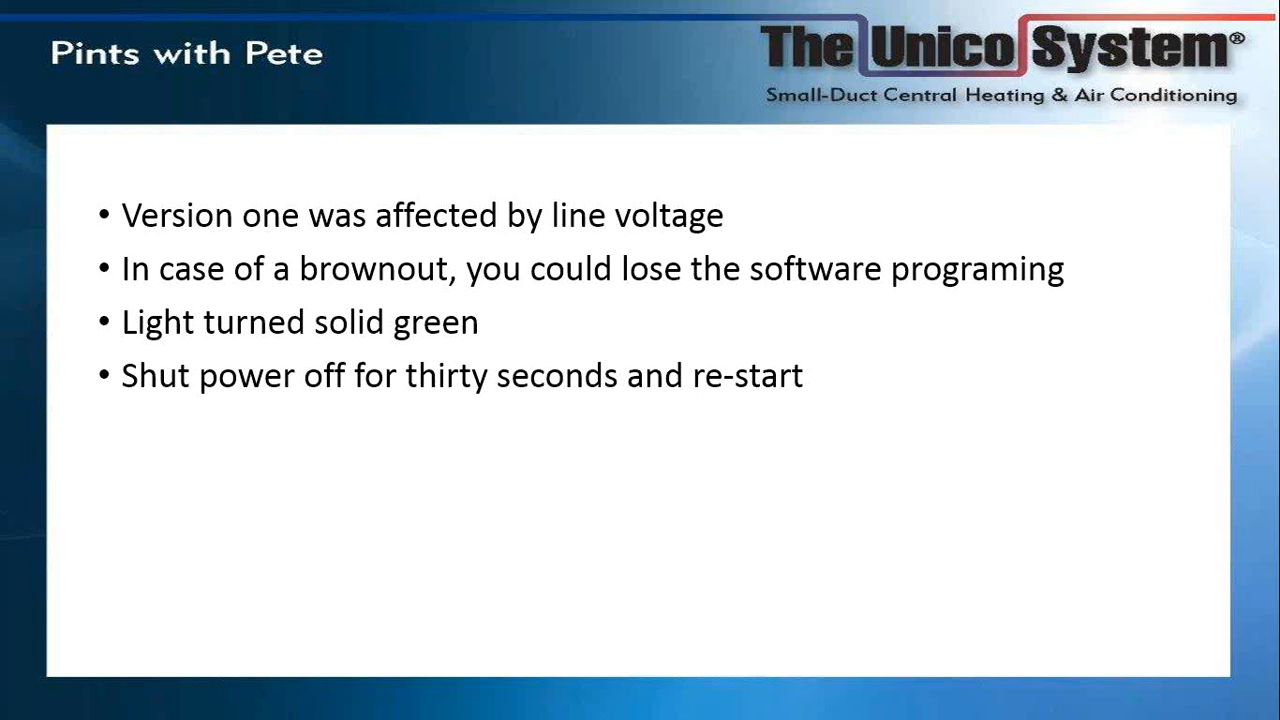 Pints with Pete
The Unico System®
Small-Duct Central Heating & Air Conditioning
• Version one was affected by line voltage
• In case of a brownout, you could lose the software programing
• Light turned solid green
• Shut power off for thirty seconds and re-start